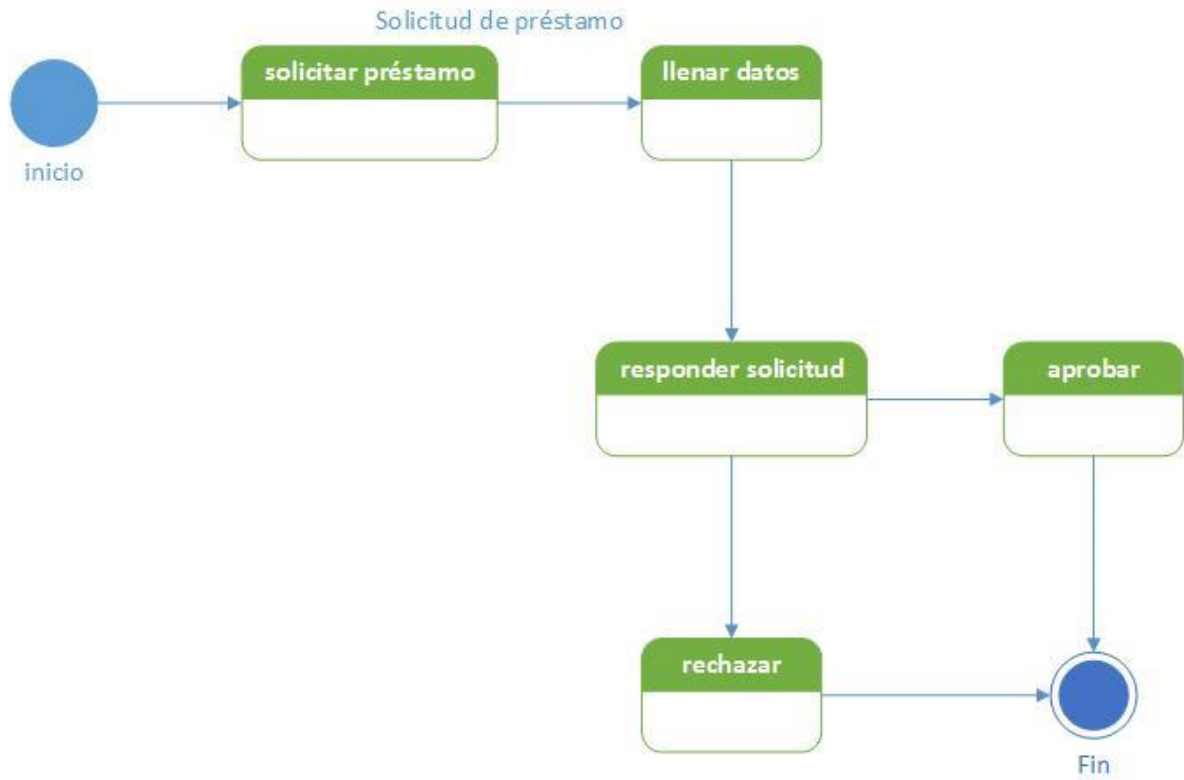 Solicitud de préstamo
solicitar préstamo
llenar datos
inicio
responder solicitud
aprobar
rechazar
Fin